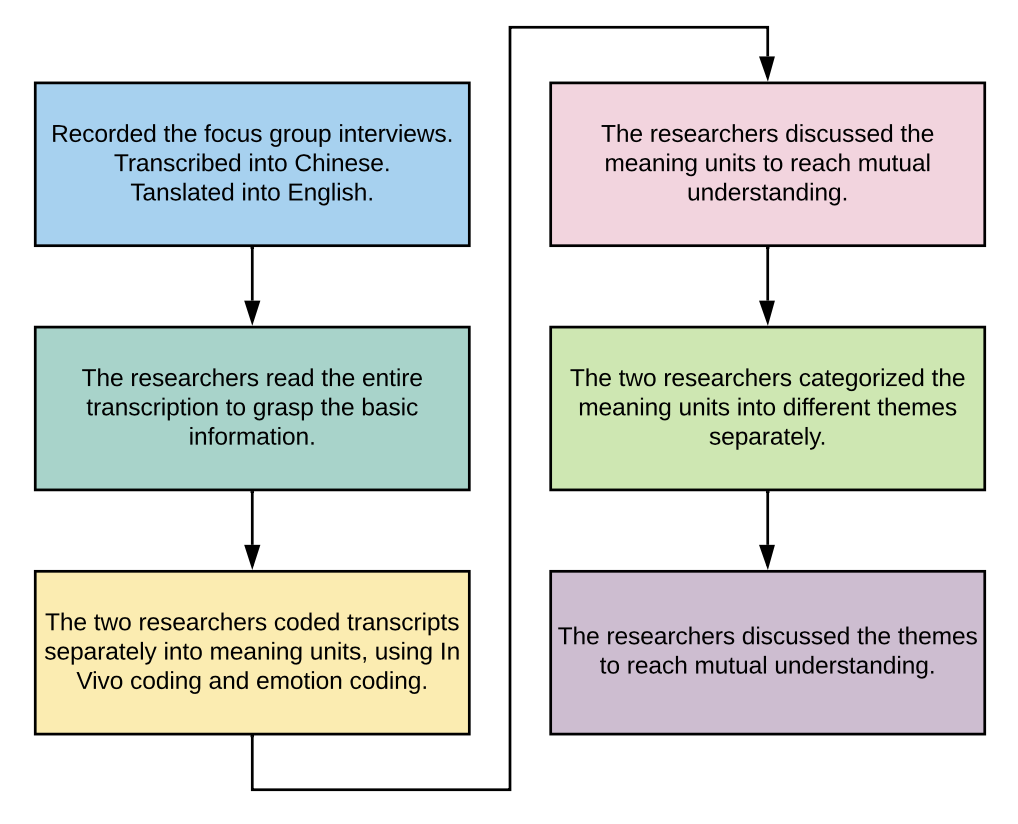 Recorded the focus group interviews.
Transcribed into Chinese.
Tanslated into English.
The researchers read the entire
transcription to grasp the basic
information.
The two researchers coded transcripts
separately into meaning units, using In
Vivo coding and emotion coding.
The researchers discussed the
meaning units to reach mutual
understanding.
The two researchers categorized the
meaning units into different themes
separately.
The researchers discussed the themes
to reach mutual understanding.